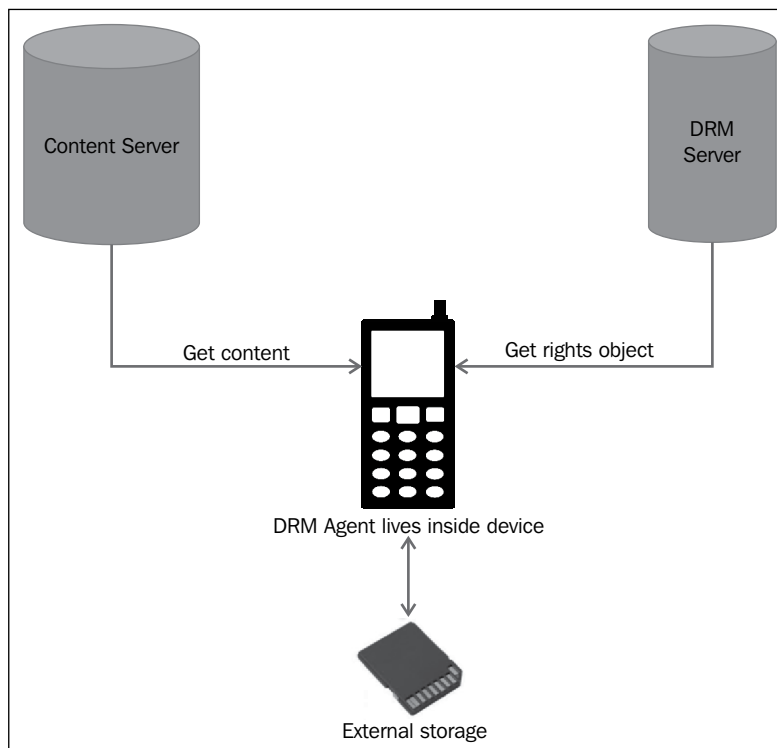 Content Server
DRM
Server
Get content
Get rights object
DRM Agent lives inside device
External storage